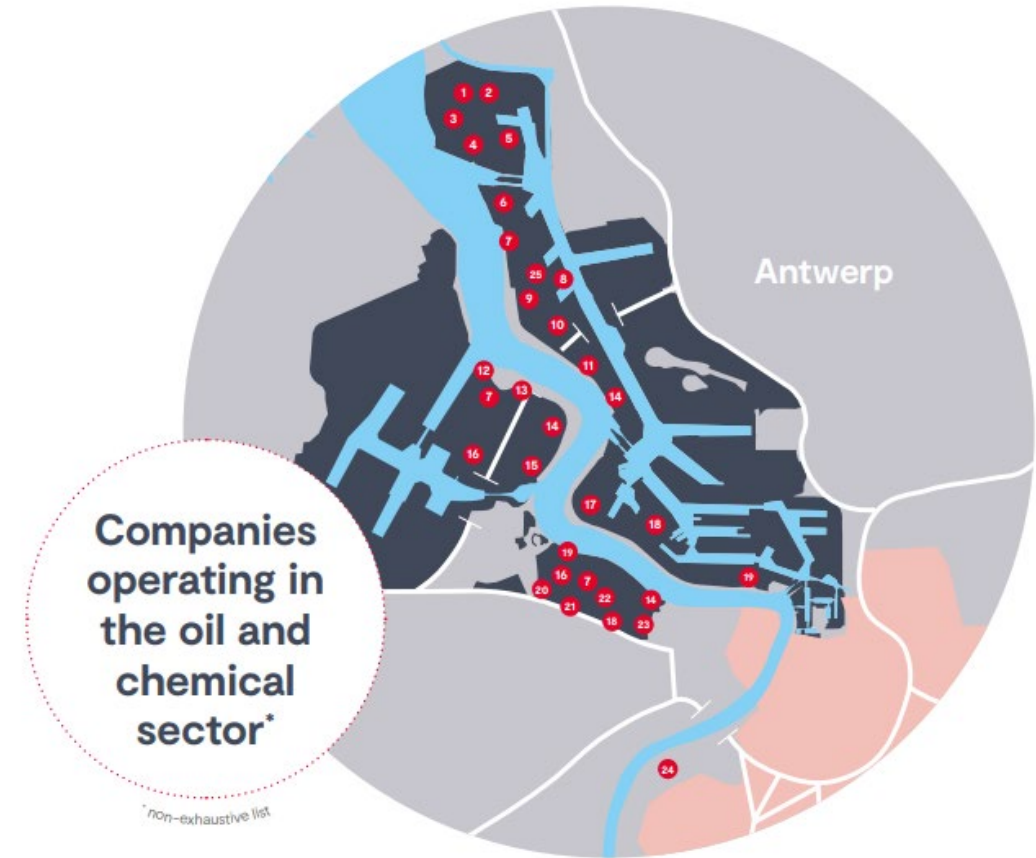 1 2
3
4 5
6
7
Antwerp
25 8
9
10
11
12
7 13
14
14
16 15
17
18
19
19
16 7
20 22 14
21 18 23
24
Companies
operating in
the oil and
chemical
sector*
*non-exhaustive list